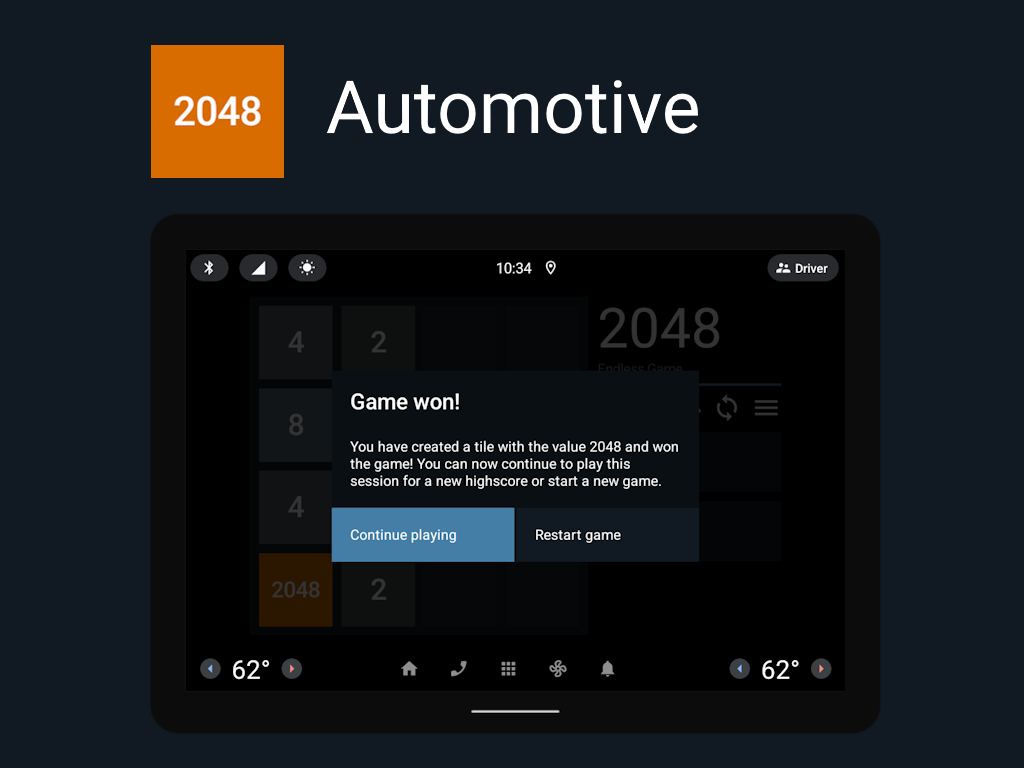 2048
Automotive
10:34
Driver
4
2
2048
Endless Game
8
Game won!
You have created a tile with the value 2048 and won
the game! You can now continue to play this
session for a new highscore or start a new game.
4
Continue playing
Restart game
2048
2
62°
62°